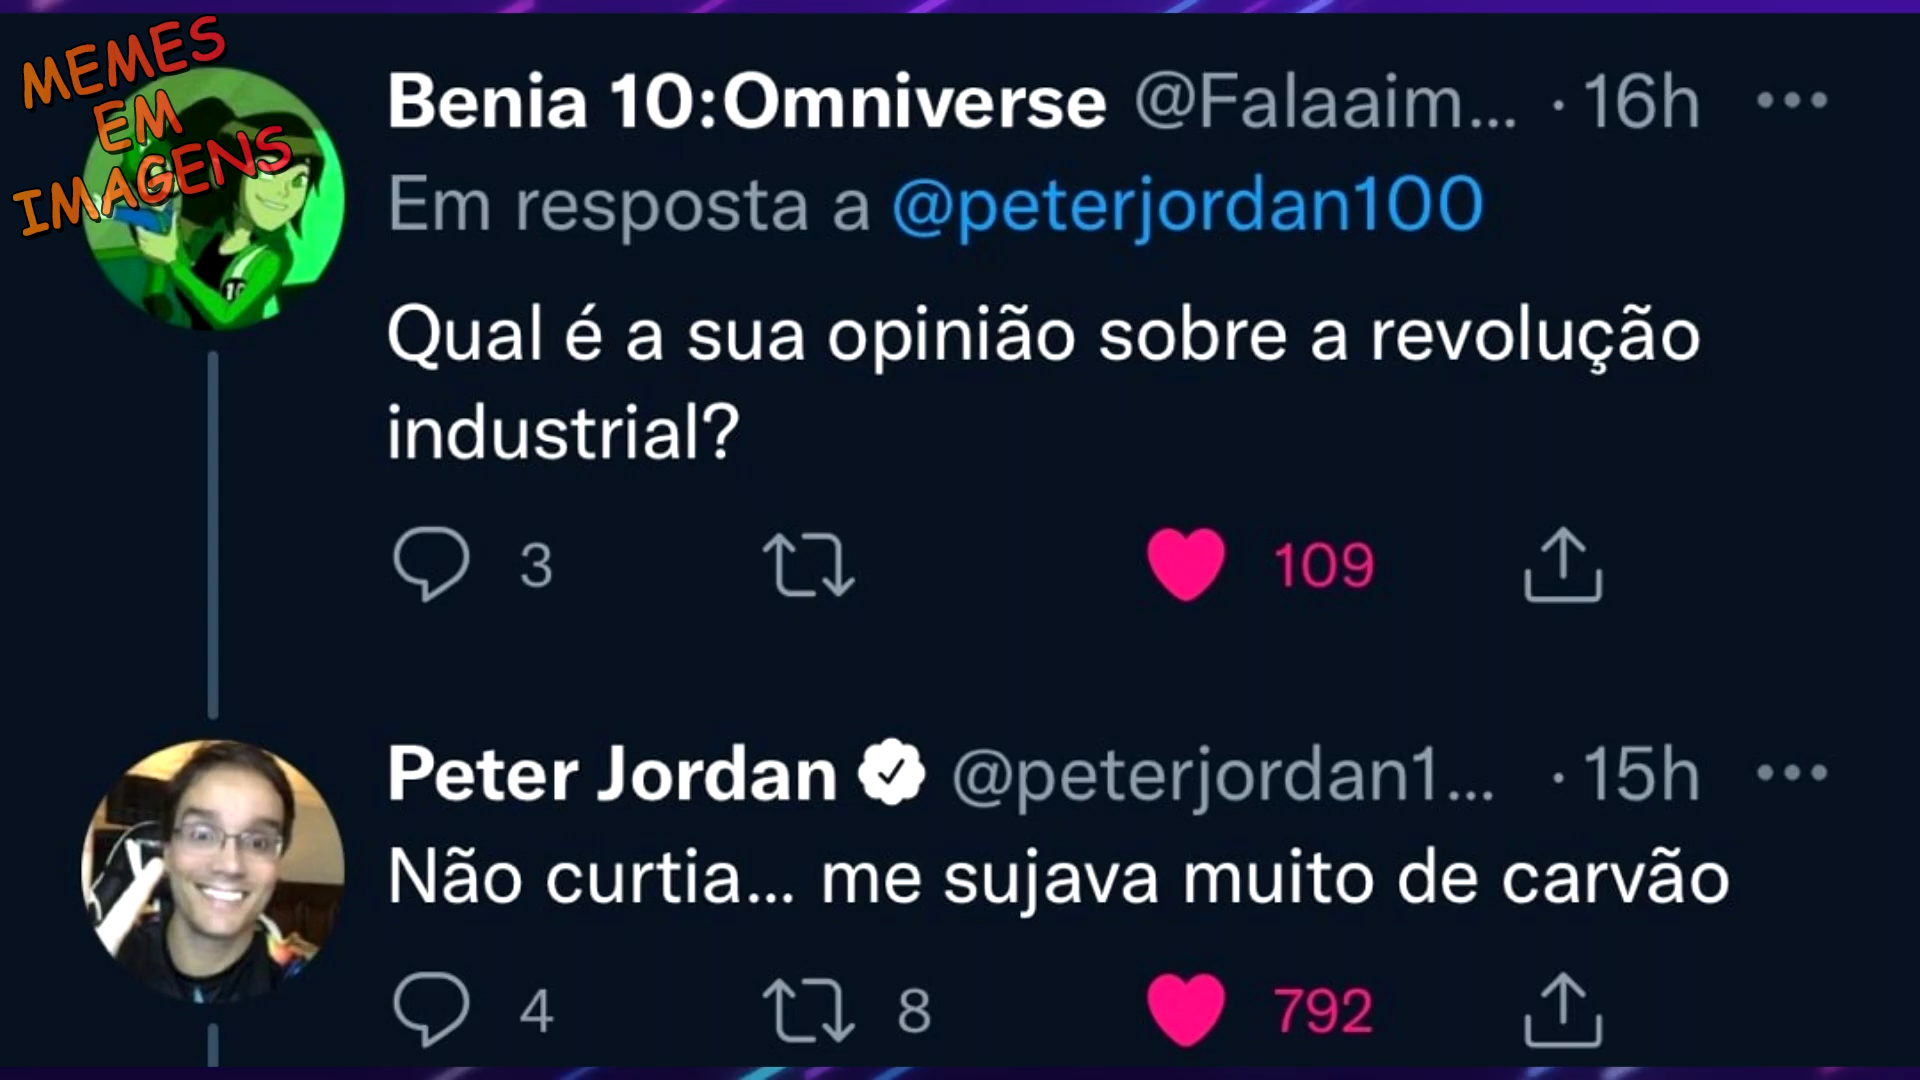 MEMES
EM
IMAGENS
Benia 10:Omniverse @Falaaim... · 16h
Em resposta a @peterjordan100
Qual é a sua opinião sobre a revolução
industrial?
3 109
Peter Jordan @peterjordan1... · 15h
Não curtia... me sujava muito de carvão
4 8 792
10